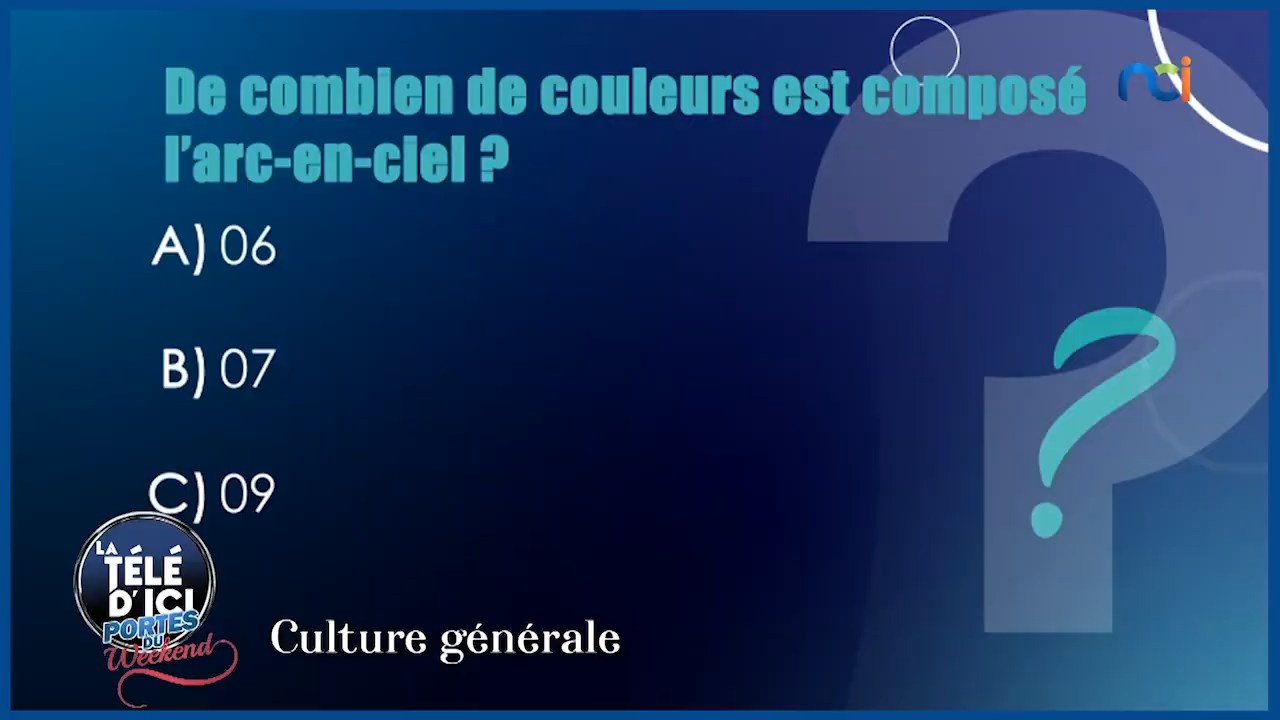 De combien de couleurs est composé
l'arc-en-ciel ?
nci
A) 06
B) 07
C) 09
LA
TÉLÉ
D'ICI
PORTES
DU
Weekend
Culture générale